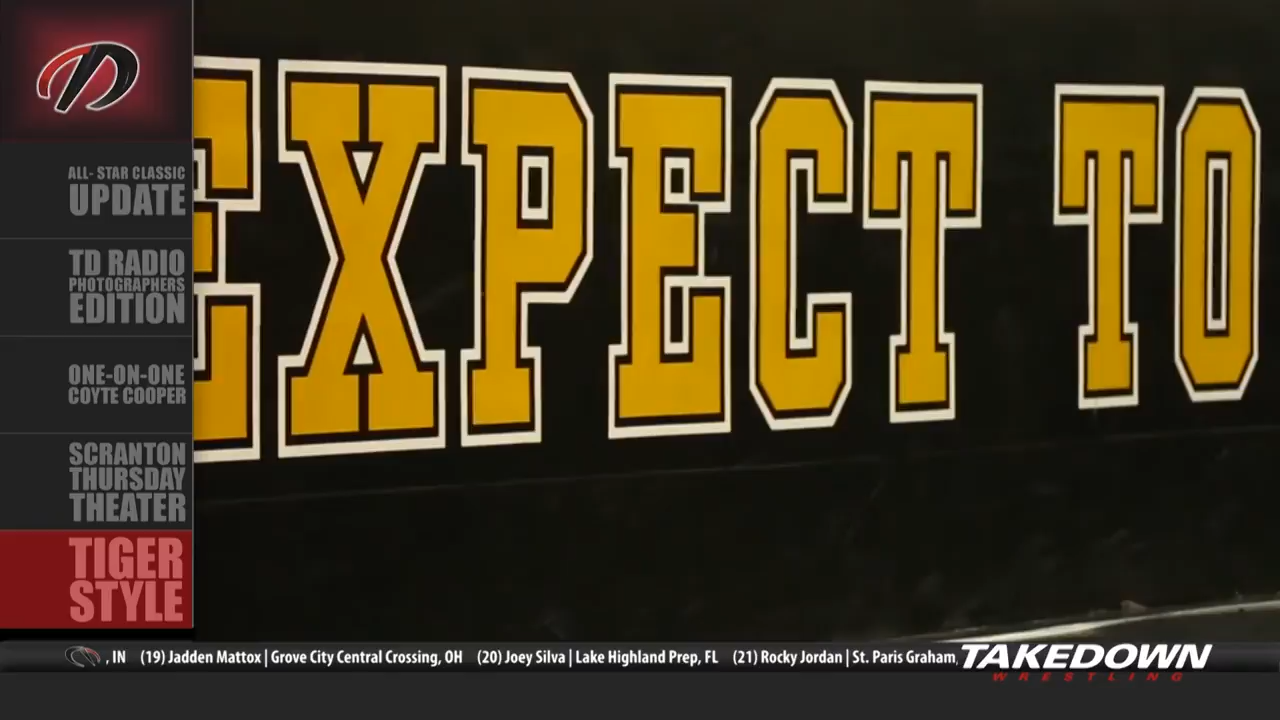 EXPECT TO
ALL- STAR CLASSIC
UPDATE
TD RADIO
PHOTOGRAPHERS
EDITION
ONE-ON-ONE
COYTE COOPER
SCRANTON
THURSDAY
THEATER
TIGER
STYLE
, IN (19) Jadden Mattox | Grove City Central Crossing, OH (20) Joey Silva | Lake Highland Prep, FL (21) Rocky Jordan | St. Paris Graham,
TAKEDOWN
WRESTLING